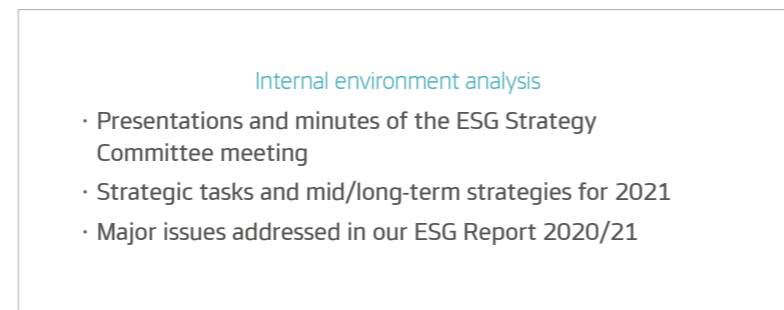 Internal environment analysis
· Presentations and minutes of the ESG Strategy
Committee meeting
· Strategic tasks and mid/long-term strategies for 2021
· Major issues addressed in our ESG Report 2020/21